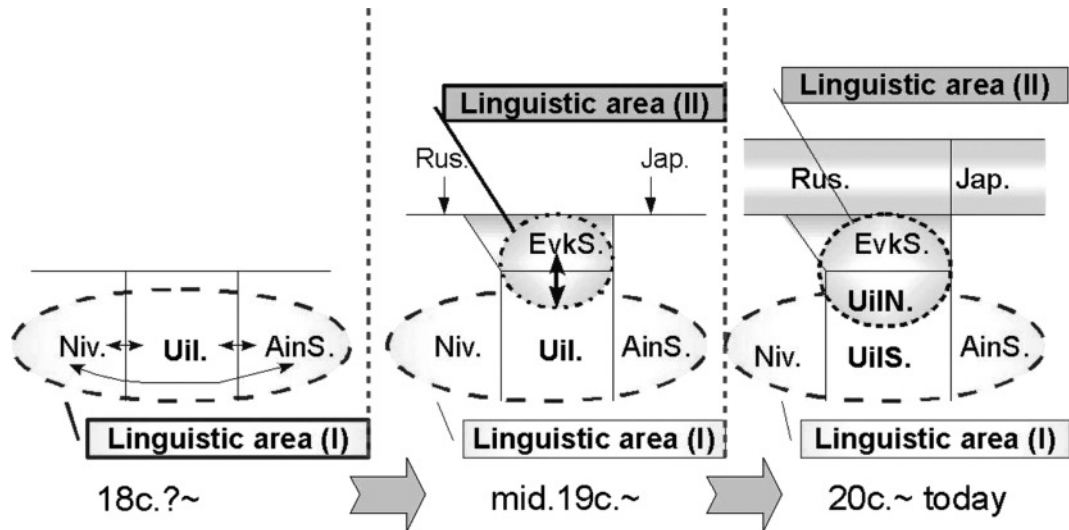 Niv.
Uil.
AinS.
Linguistic area (I)
18c.?~
Linguistic area (II)
Rus.
Jap.
EvkS.
Niv.
Uil.
AinS.
Linguistic area (I)
mid.19c.~
Linguistic area (II)
Rus.
Jap.
EvkS.
UilN.
Niv.
UilS.
AinS.
Linguistic area (I)
20c.~ today